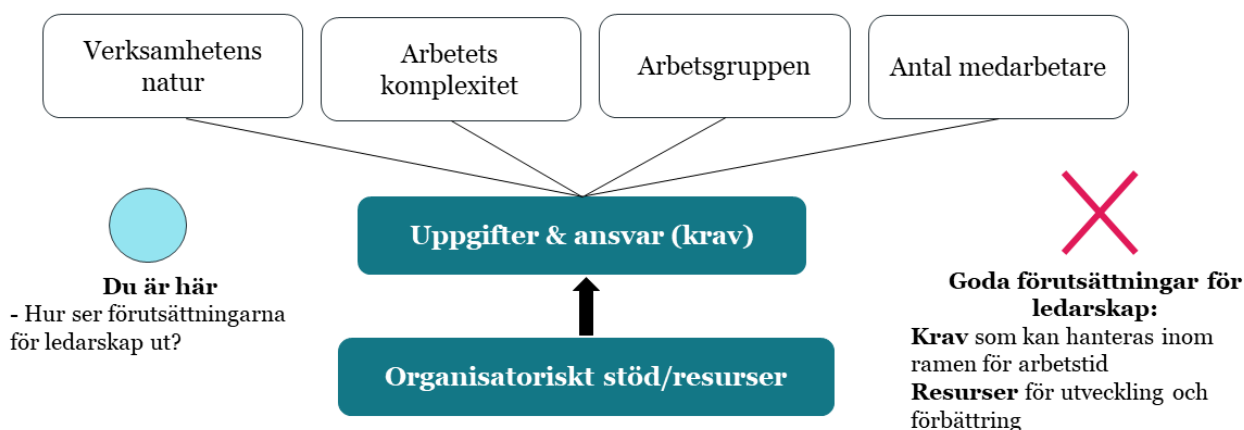 Verksamhetens
natur
Arbetets
komplexitet
Arbetsgruppen
Antal medarbetare
Uppgifter & ansvar (krav)
Du är här
- Hur ser förutsättningarna
för ledarskap ut?
Organisatoriskt stöd/resurser
Goda förutsättningar för
ledarskap:
Krav som kan hanteras inom
ramen för arbetstid
Resurser för utveckling och
förbättring